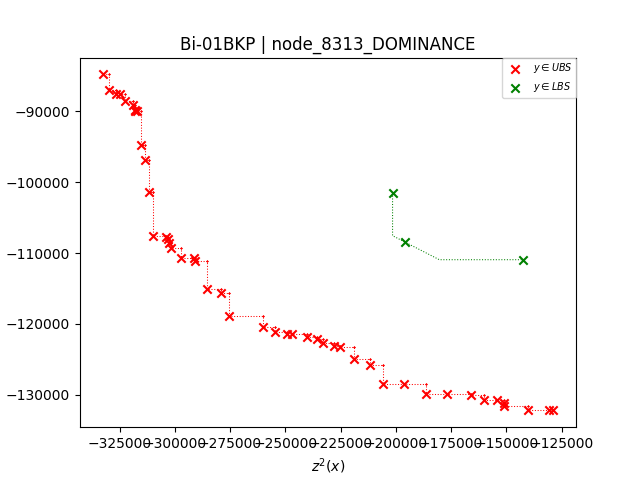 Bi-01BKP | node_8313_DOMINANCE
y ∈ UBS
y ∈ LBS
−90000
−100000
−110000
−120000
−130000
−325000 −300000 −275000 −250000 −225000 −200000 −175000 −150000 −125000
z²(x)